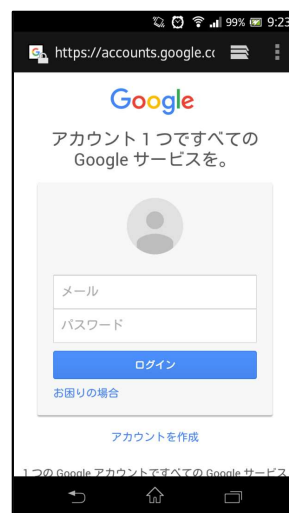 99% 9:23
https://accounts.google.cc
Google
アカウント1つですべての
Google サービスを。
メール
パスワード
ログイン
お困りの場合
アカウントを作成
1つの Google アカウントですべての Google サービス